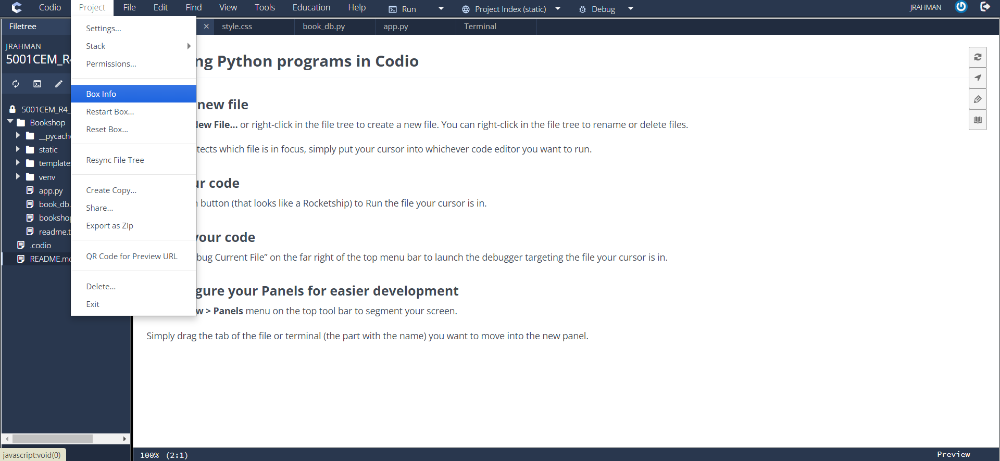 Codio Project File Edit Find View Tools Education Help Run Project Index (static) Debug JRAHMAN
Filetree
× style.css book_db.py app.py Terminal
JRAHMAN
5001CEM_R4
5001CEM_R4_
Bookshop
__pycach
static
template
venv
app.py
book_db.
bookshop
readme.t
.codio
README.md
Settings...
Stack
Permissions...
Box Info
Restart Box...
Reset Box...
Resync File Tree
Create Copy...
Share...
Export as Zip
QR Code for Preview URL
Delete...
Exit
ng Python programs in Codio
new file
New File... or right-click in the file tree to create a new file. You can right-click in the file tree to rename or delete files.
tects which file is in focus, simply put your cursor into whichever code editor you want to run.
ur code
n button (that looks like a Rocketship) to Run the file your cursor is in.
your code
bug Current File” on the far right of the top menu bar to launch the debugger targeting the file your cursor is in.
gure your Panels for easier development
w > Panels menu on the top tool bar to segment your screen.
Simply drag the tab of the file or terminal (the part with the name) you want to move into the new panel.
javascript:void(0)
100% (2:1)
Preview